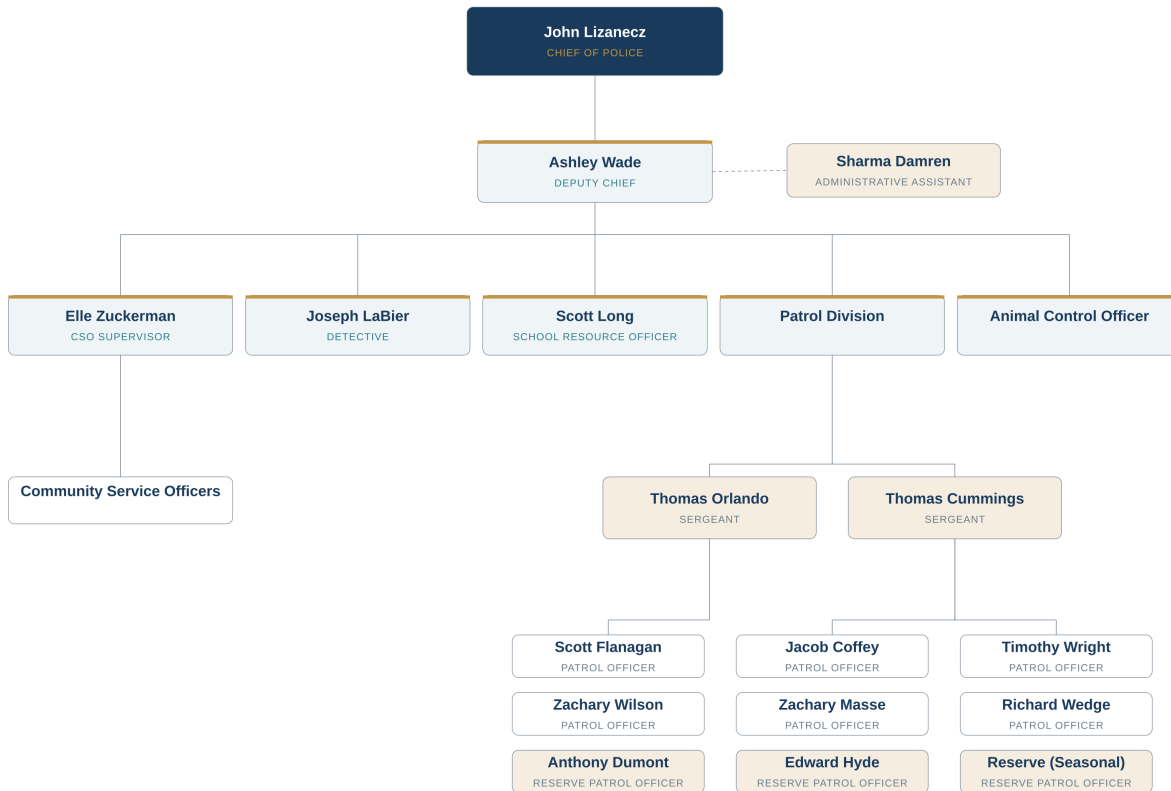 John Lizanecz
CHIEF OF POLICE
Ashley Wade
DEPUTY CHIEF
Sharma Damren
ADMINISTRATIVE ASSISTANT
Elle Zuckerman
CSO SUPERVISOR
Joseph LaBier
DETECTIVE
Scott Long
SCHOOL RESOURCE OFFICER
Patrol Division
Animal Control Officer
Community Service Officers
Thomas Orlando
SERGEANT
Thomas Cummings
SERGEANT
Scott Flanagan
PATROL OFFICER
Jacob Coffey
PATROL OFFICER
Timothy Wright
PATROL OFFICER
Zachary Wilson
PATROL OFFICER
Zachary Masse
PATROL OFFICER
Richard Wedge
PATROL OFFICER
Anthony Dumont
RESERVE PATROL OFFICER
Edward Hyde
RESERVE PATROL OFFICER
Reserve (Seasonal)
RESERVE PATROL OFFICER